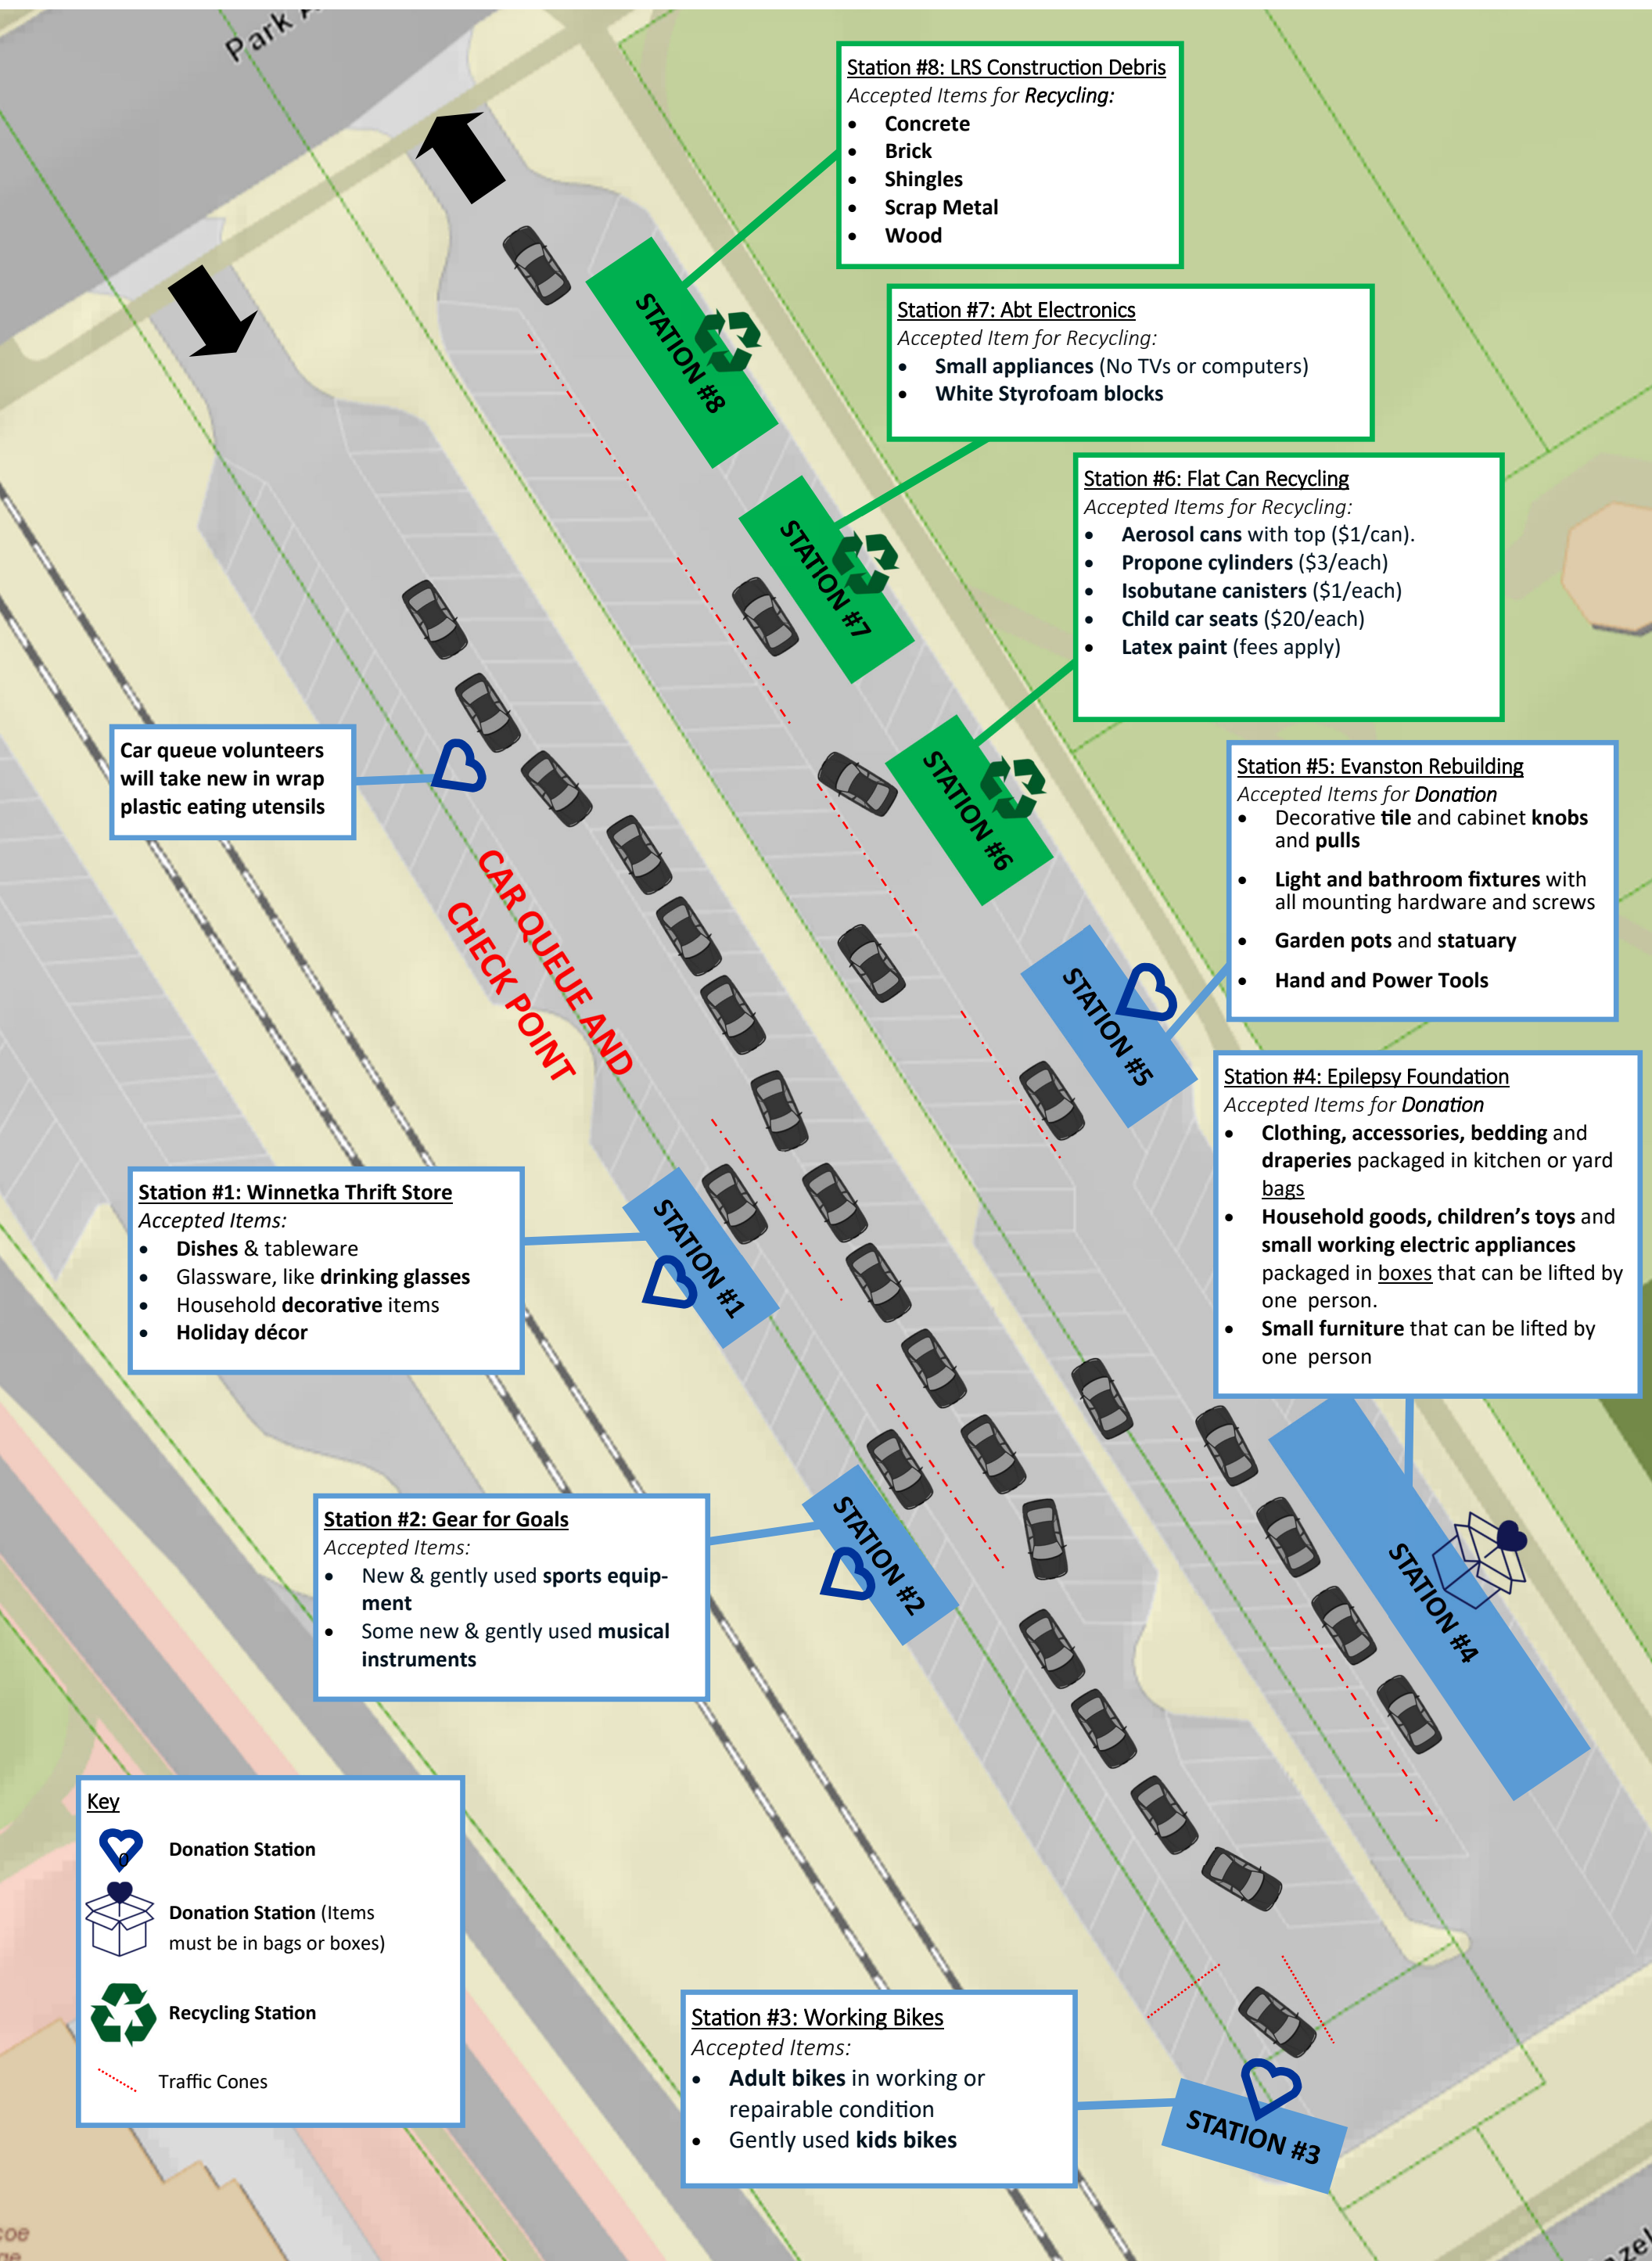 Park A
Station #8: LRS Construction Debris
Accepted Items for Recycling:
• Concrete
• Brick
• Shingles
• Scrap Metal
• Wood
STATION #8
Station #7: Abt Electronics
Accepted Item for Recycling:
• Small appliances (No TVs or computers)
• White Styrofoam blocks
STATION #7
Station #6: Flat Can Recycling
Accepted Items for Recycling:
• Aerosol cans with top ($1/can).
• Propone cylinders ($3/each)
• Isobutane canisters ($1/each)
• Child car seats ($20/each)
• Latex paint (fees apply)
STATION #6
Car queue volunteers
will take new in wrap
plastic eating utensils
CAR QUEUE AND
CHECK POINT
Station #5: Evanston Rebuilding
Accepted Items for Donation
• Decorative tile and cabinet knobs
and pulls
• Light and bathroom fixtures with
all mounting hardware and screws
• Garden pots and statuary
• Hand and Power Tools
STATION #5
Station #4: Epilepsy Foundation
Accepted Items for Donation
• Clothing, accessories, bedding and
draperies packaged in kitchen or yard
bags
• Household goods, children's toys and
small working electric appliances
packaged in boxes that can be lifted by
one person.
• Small furniture that can be lifted by
one person
STATION #4
Station #1: Winnetka Thrift Store
Accepted Items:
• Dishes & tableware
• Glassware, like drinking glasses
• Household decorative items
• Holiday décor
STATION #1
Station #2: Gear for Goals
Accepted Items:
• New & gently used sports equip-
ment
• Some new & gently used musical
instruments
STATION #2
Key
0
Donation Station
Donation Station (Items
must be in bags or boxes)
Recycling Station
Traffic Cones
Station #3: Working Bikes
Accepted Items:
• Adult bikes in working or
repairable condition
• Gently used kids bikes
STATION #3